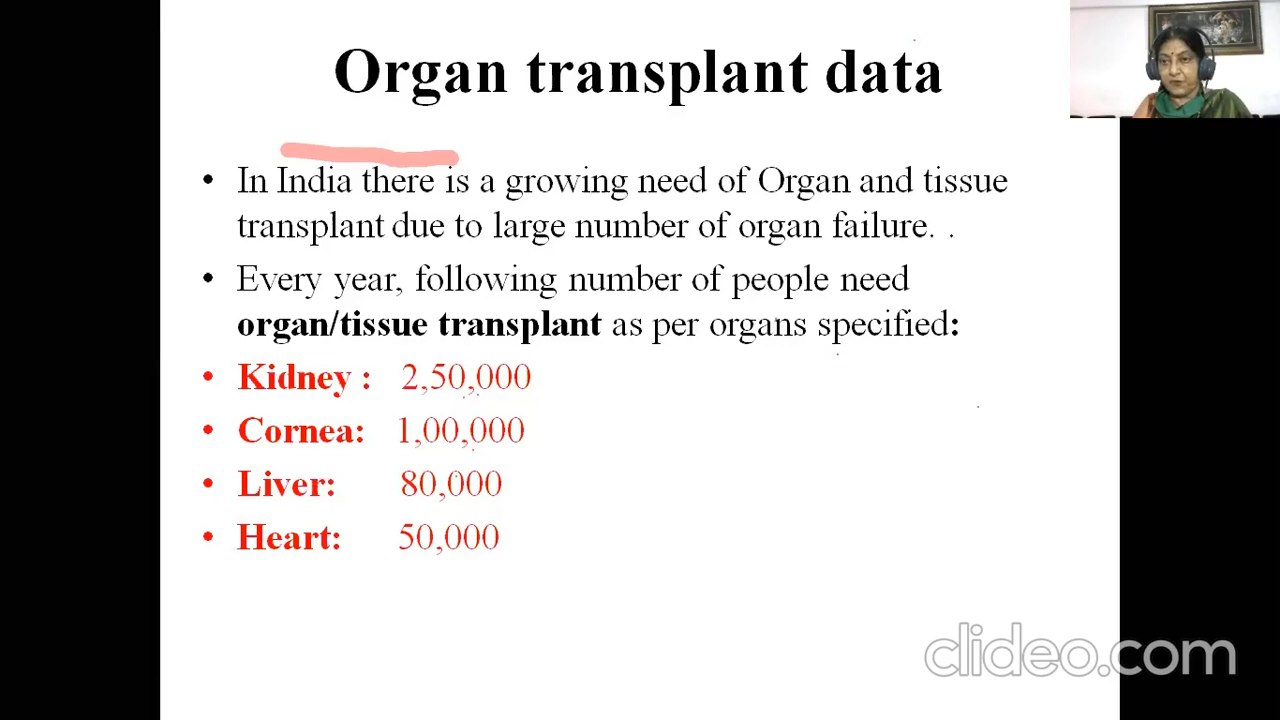 Organ transplant data
• In India there is a growing need of Organ and tissue
transplant due to large number of organ failure. .
• Every year, following number of people need
organ/tissue transplant as per organs specified:
• Kidney : 2,50,000
• Cornea: 1,00,000
• Liver: 80,000
• Heart: 50,000
clideo.com